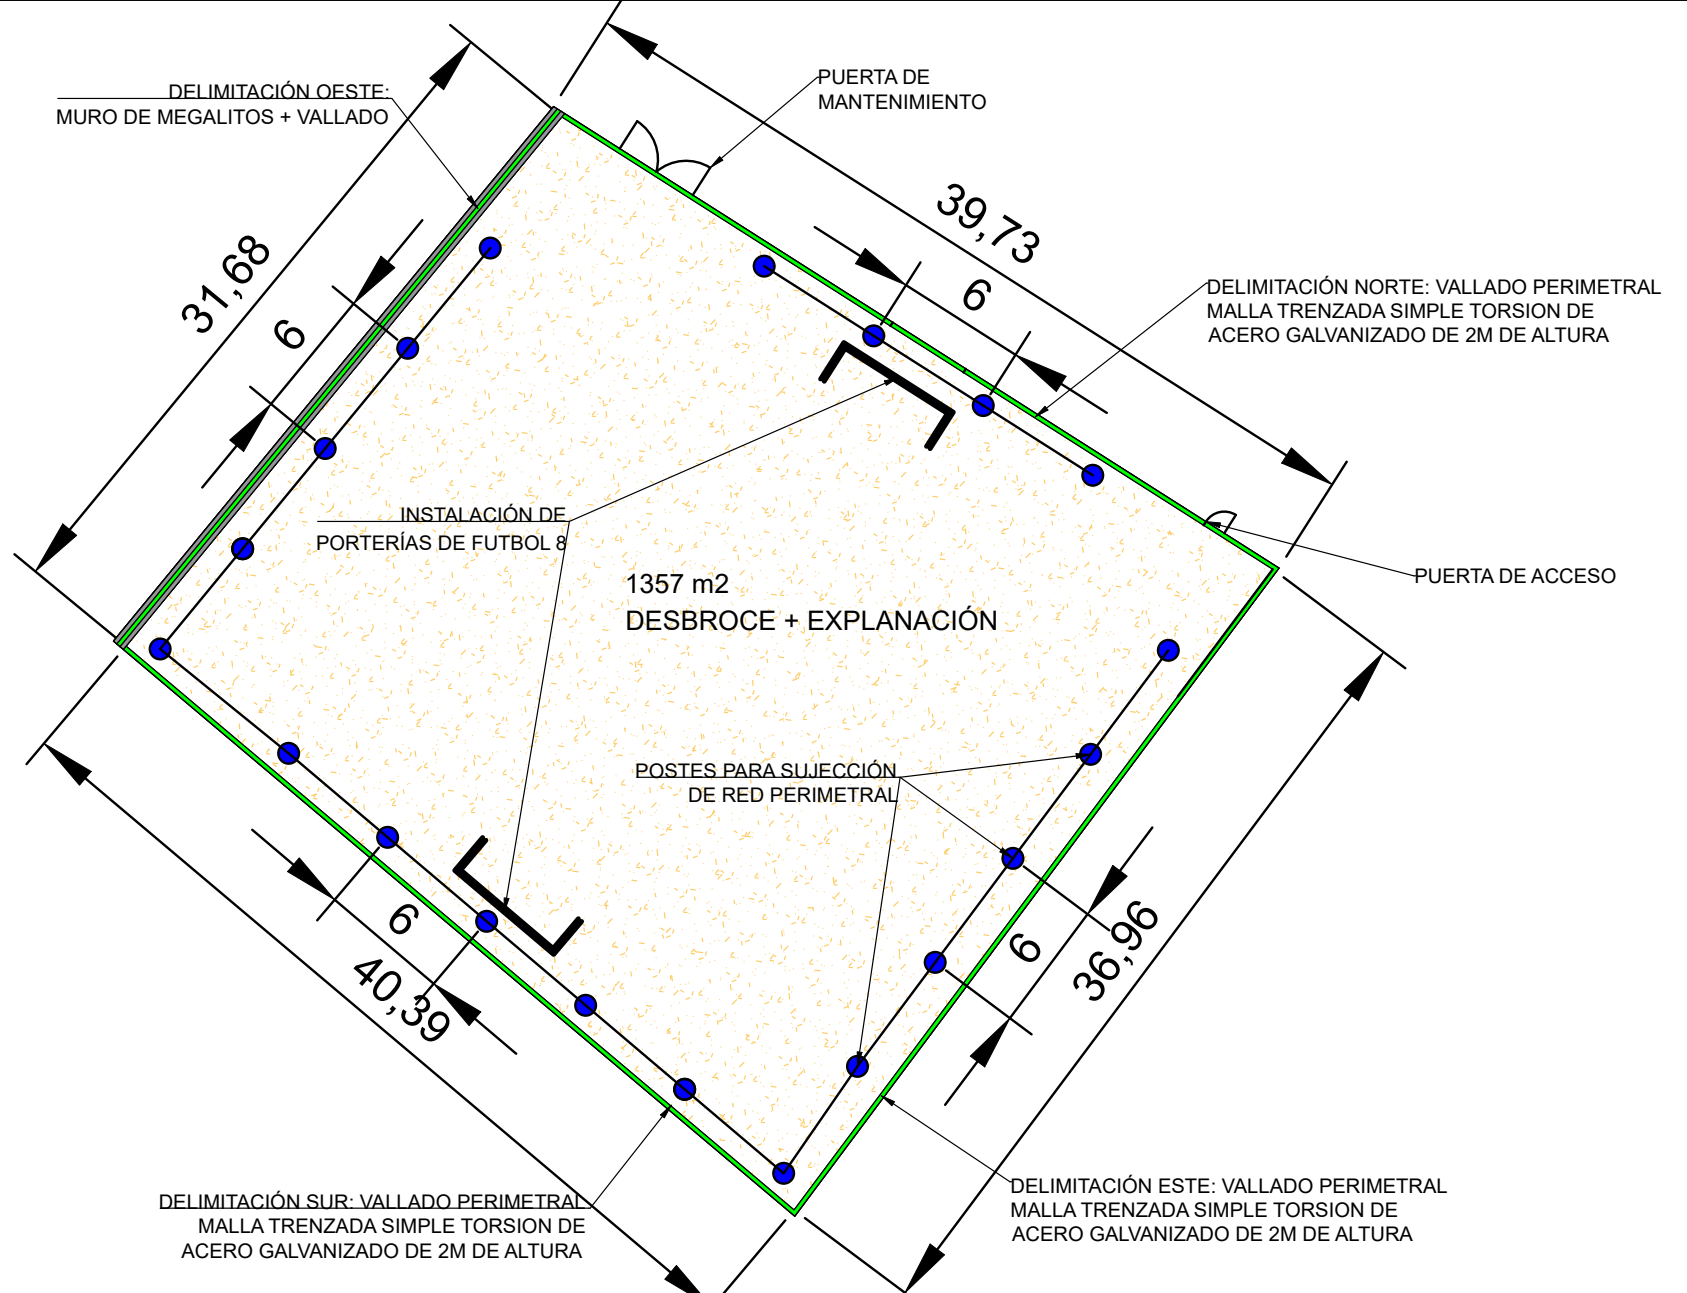 DELIMITACIÓN OESTE:
MURO DE MEGALITOS + VALLADO
PUERTA DE
MANTENIMIENTO
39,73
31,68
6
6
DELIMITACIÓN NORTE: VALLADO PERIMETRAL
MALLA TRENZADA SIMPLE TORSION DE
ACERO GALVANIZADO DE 2M DE ALTURA
INSTALACIÓN DE
PORTERÍAS DE FUTBOL 8
1357 m2
DESBROCE + EXPLANACIÓN
PUERTA DE ACCESO
POSTES PARA SUJECCIÓN
DE RED PERIMETRAL
6
40,39
6
36,96
DELIMITACIÓN SUR: VALLADO PERIMETRAL
MALLA TRENZADA SIMPLE TORSION DE
ACERO GALVANIZADO DE 2M DE ALTURA
DELIMITACIÓN ESTE: VALLADO PERIMETRAL
MALLA TRENZADA SIMPLE TORSION DE
ACERO GALVANIZADO DE 2M DE ALTURA